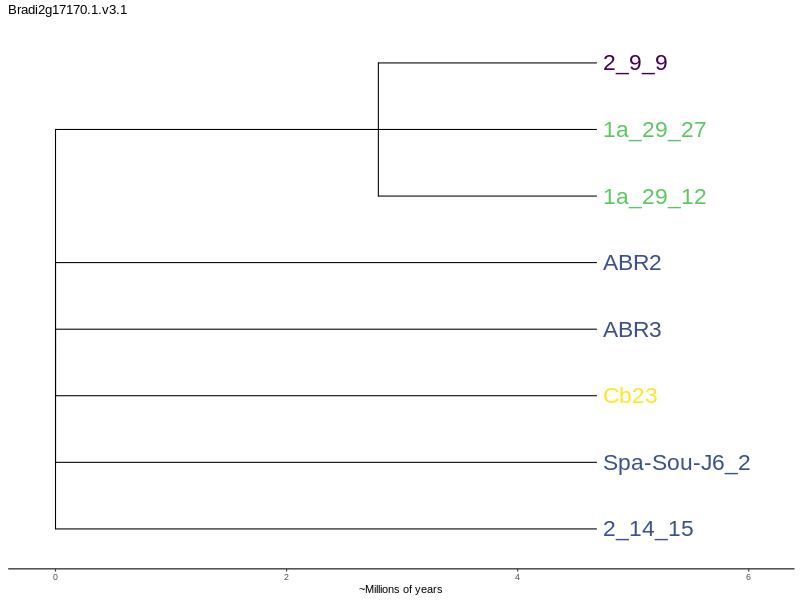 Bradi2g17170.1.v3.1
2_9_9
1a_29_27
1a_29_12
ABR2
ABR3
Cb23
Spa-Sou-J6_2
2_14_15
0 2 4 6
~Millions of years